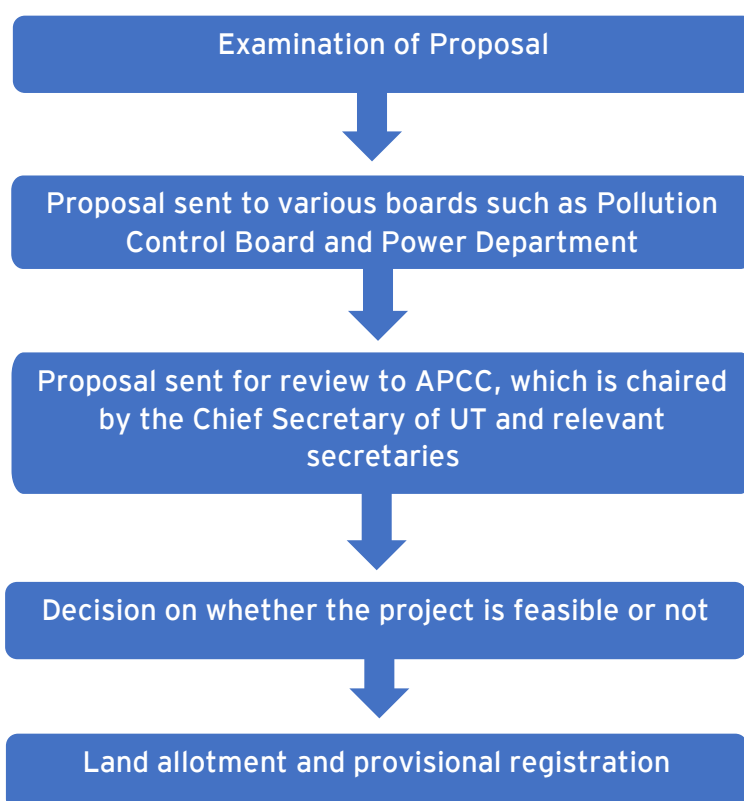 Examination of Proposal
Proposal sent to various boards such as Pollution
Control Board and Power Department
Proposal sent for review to APCC, which is chaired
by the Chief Secretary of UT and relevant
secretaries
Decision on whether the project is feasible or not
Land allotment and provisional registration